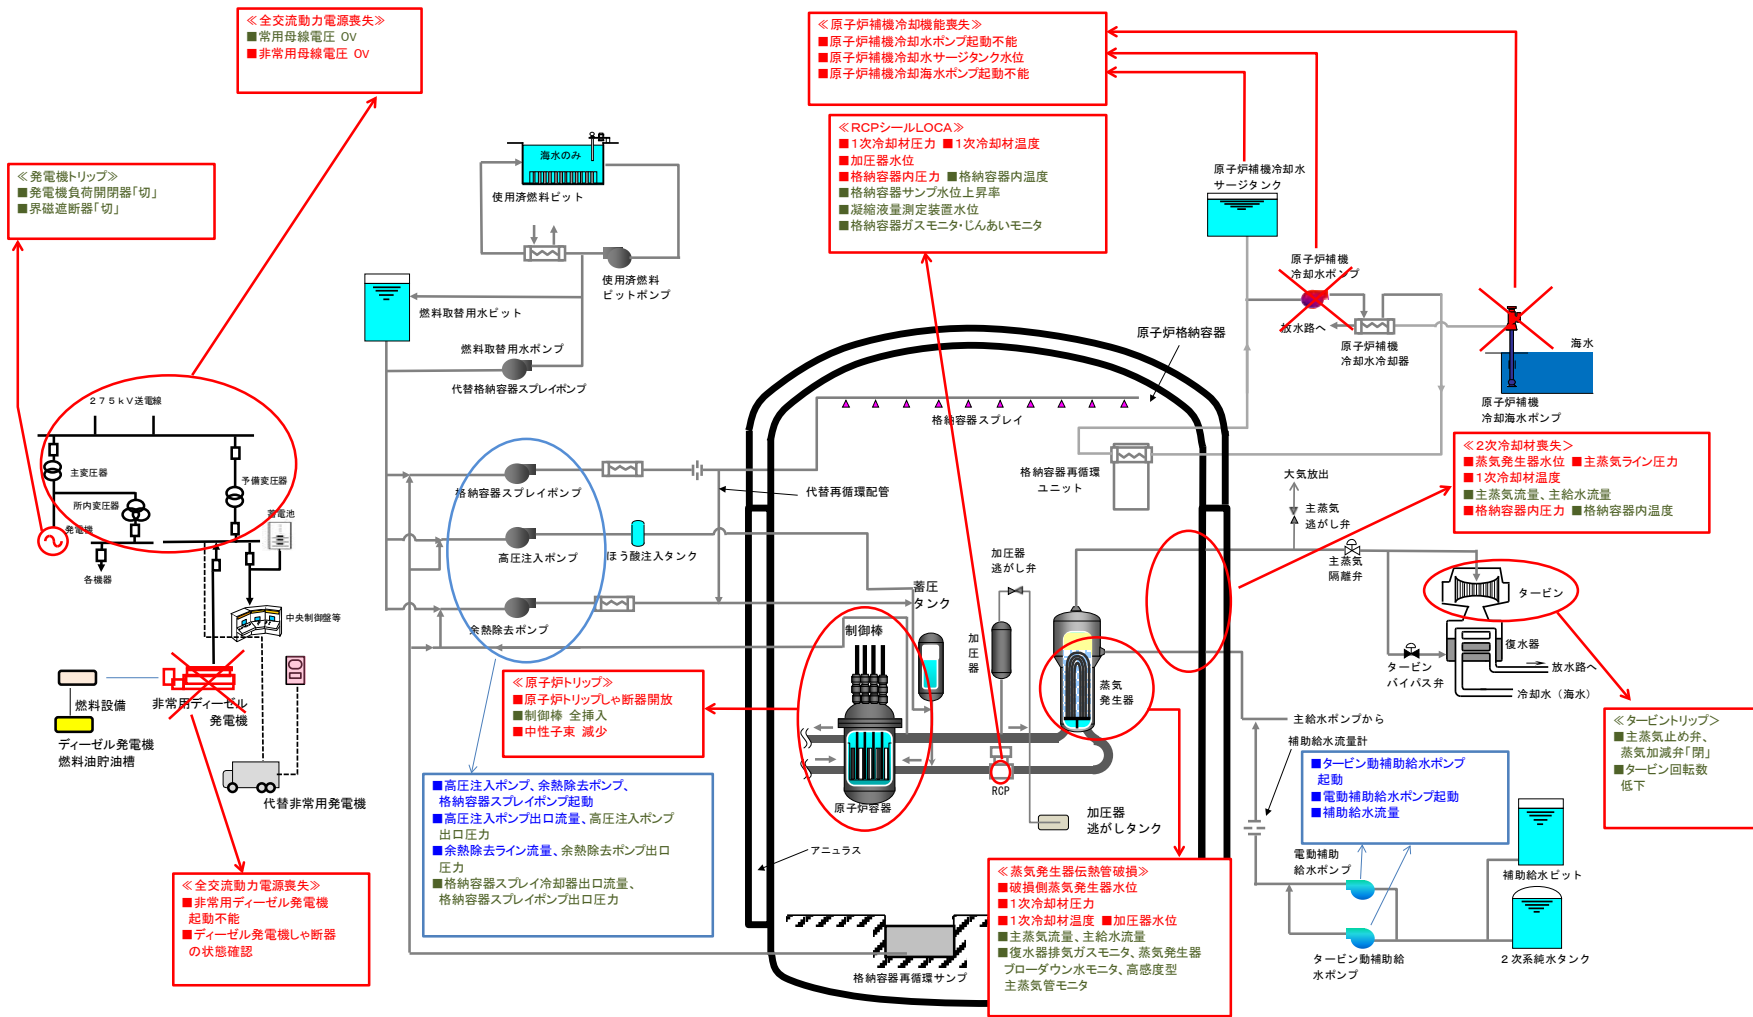 ≪全交流動力電源喪失≫
■常用母線電圧 0V
■非常用母線電圧 0V
≪原子炉補機冷却機能喪失≫
■原子炉補機冷却水ポンプ起動不能
■原子炉補機冷却水サージタンク水位
■原子炉補機冷却海水ポンプ起動不能
≪RCPシールLOCA≫
■1次冷却材圧力 ■1次冷却材温度
■加圧器水位
■格納容器内圧力 ■格納容器内温度
■格納容器サンプ水位上昇率
■凝縮液量測定装置水位
■格納容器ガスモニタ・じんあいモニタ
≪発電機トリップ≫
■発電機負荷開閉器「切」
■界磁遮断器「切」
海水のみ
使用済燃料ピット
使用済燃料
ピットポンプ
燃料取替用水ピット
燃料取替用水ポンプ
代替格納容器スプレイポンプ
原子炉補機冷却水
サージタンク
原子炉補機
冷却水ポンプ
放水路へ
原子炉補機
冷却水冷却器
海水
原子炉補機
冷却海水ポンプ
原子炉格納容器
格納容器スプレイ
275kV送電線
主変圧器
所内変圧器
予備変圧器
発電機
蓄電池
各機器
中央制御盤等
燃料設備
非常用ディーゼル
発電機
ディーゼル発電機
燃料油貯油槽
代替非常用発電機
格納容器スプレイポンプ
高圧注入ポンプ
ほう酸注入タンク
余熱除去ポンプ
代替再循環配管
格納容器再循環
ユニット
≪2次冷却材喪失≫
■蒸気発生器水位 ■主蒸気ライン圧力
■1次冷却材温度
■主蒸気流量、主給水流量
■格納容器内圧力 ■格納容器内温度
大気放出
主蒸気
逃がし弁
主蒸気
隔離弁
タービン
復水器
放水路へ
冷却水（海水）
タービン
バイパス弁
加圧器
逃がし弁
蓄圧
タンク
制御棒
加圧器
蒸気
発生器
原子炉容器
RCP
加圧器
逃がしタンク
アニュラス
格納容器再循環サンプ
≪原子炉トリップ≫
■原子炉トリップしゃ断器開放
■制御棒 全挿入
■中性子束 減少
■高圧注入ポンプ、余熱除去ポンプ、
格納容器スプレイポンプ起動
■高圧注入ポンプ出口流量、高圧注入ポンプ
出口圧力
■余熱除去ライン流量、余熱除去ポンプ出口
圧力
■格納容器スプレイ冷却器出口流量、
格納容器スプレイポンプ出口圧力
≪全交流動力電源喪失≫
■非常用ディーゼル発電機
起動不能
■ディーゼル発電機しゃ断器
の状態確認
≪蒸気発生器伝熱管破損≫
■破損側蒸気発生器水位
■1次冷却材圧力
■1次冷却材温度 ■加圧器水位
■主蒸気流量、主給水流量
■復水器排気ガスモニタ、蒸気発生器
ブローダウン水モニタ、高感度型
主蒸気管モニタ
主給水ポンプから
補助給水流量計
■タービン動補助給水ポンプ
起動
■電動補助給水ポンプ起動
■補助給水流量
電動補助
給水ポンプ
タービン動補助給
水ポンプ
補助給水ピット
2次系純水タンク
≪タービントリップ≫
■主蒸気止め弁、
蒸気加減弁「閉」
■タービン回転数
低下